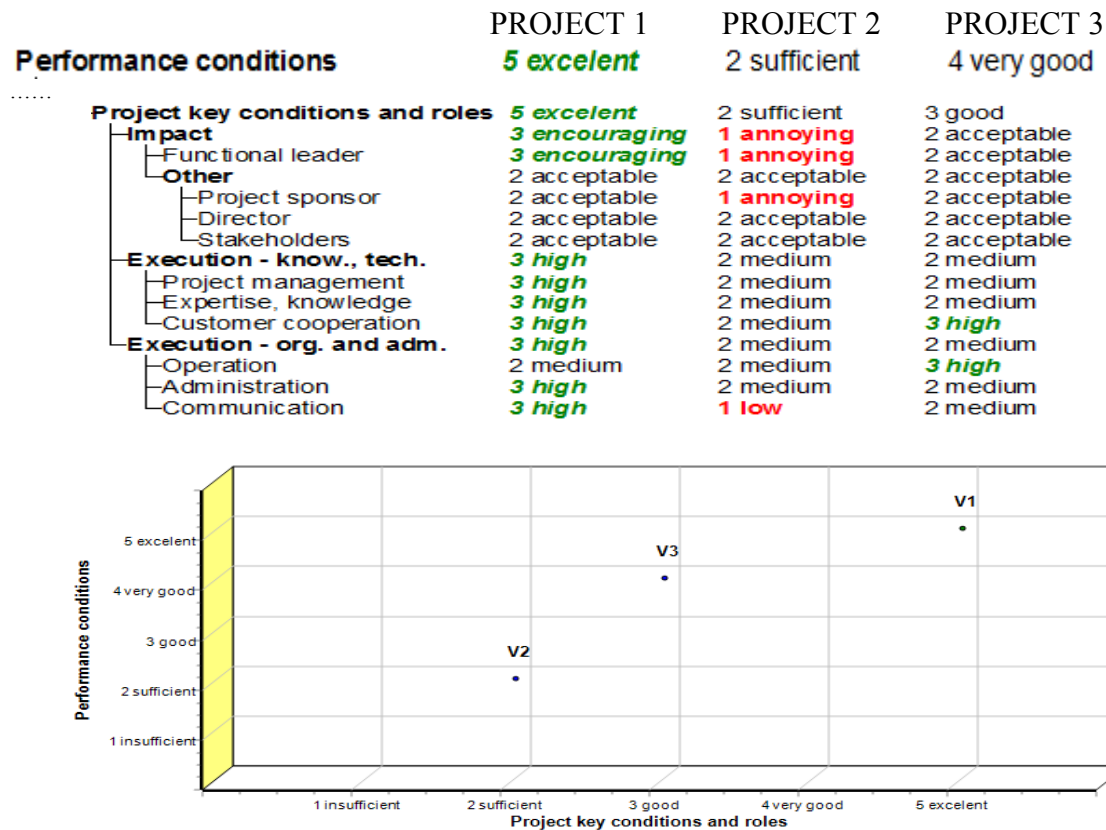 PROJECT 1 PROJECT 2 PROJECT 3
Performance conditions 5 excelent 2 sufficient 4 very good
......
Project key conditions and roles 5 excelent 2 sufficient 3 good
Impact 3 encouraging 1 annoying 2 acceptable
Functional leader 3 encouraging 1 annoying 2 acceptable
Other 2 acceptable 2 acceptable 2 acceptable
Project sponsor 2 acceptable 1 annoying 2 acceptable
Director 2 acceptable 2 acceptable 2 acceptable
Stakeholders 2 acceptable 2 acceptable 2 acceptable
Execution - know., tech. 3 high 2 medium 2 medium
Project management 3 high 2 medium 2 medium
Expertise, knowledge 3 high 2 medium 2 medium
Customer cooperation 3 high 2 medium 3 high
Execution - org. and adm. 3 high 2 medium 2 medium
Operation 2 medium 2 medium 3 high
Administration 3 high 2 medium 2 medium
Communication 3 high 1 low 2 medium
V1
5 excelent
V3
4 very good
3 good
V2
2 sufficient
1 insufficient
Performance conditions
1 insufficient 2 sufficient 3 good 4 very good 5 excelent
Project key conditions and roles